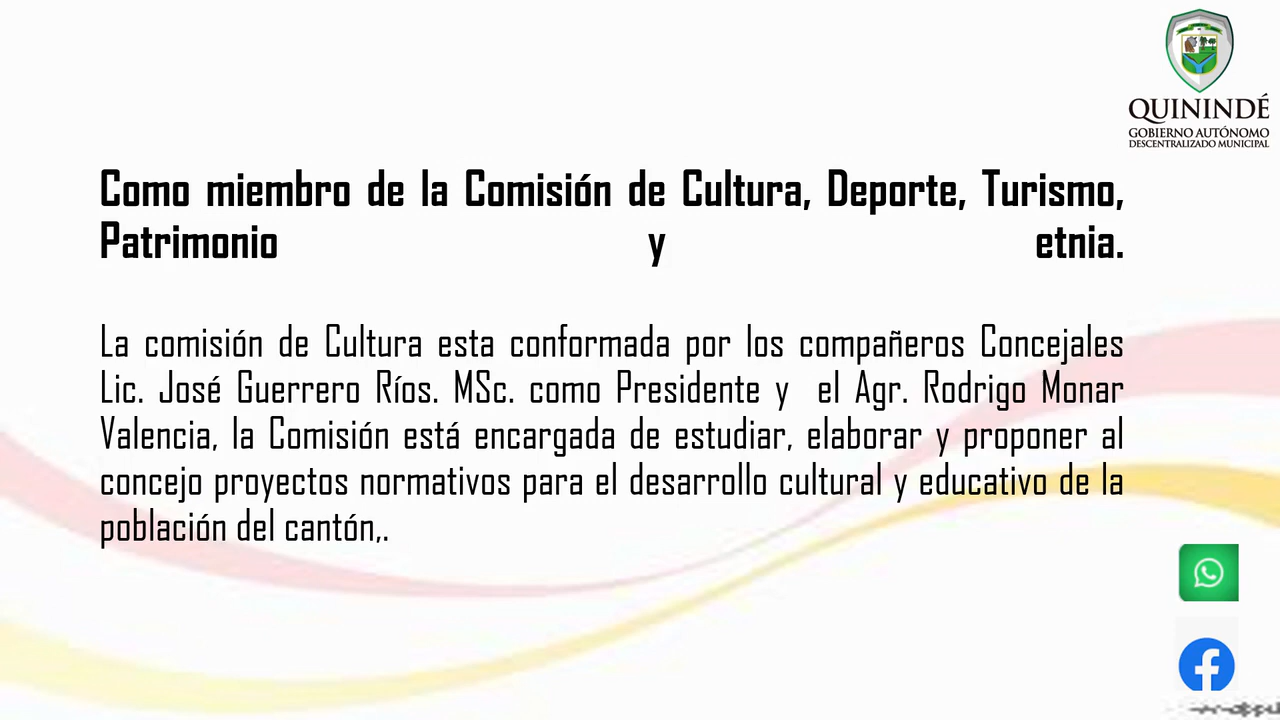 QUININDÉ
GOBIERNO AUTÓNOMO
DESCENTRALIZADO MUNICIPAL
Como miembro de la Comisión de Cultura, Deporte, Turismo,
Patrimonio y etnia.
La comisión de Cultura esta conformada por los compañeros Concejales
Lic. José Guerrero Ríos. MSc. como Presidente y el Agr. Rodrigo Monar
Valencia, la Comisión está encargada de estudiar, elaborar y proponer al
concejo proyectos normativos para el desarrollo cultural y educativo de la
población del cantón,.